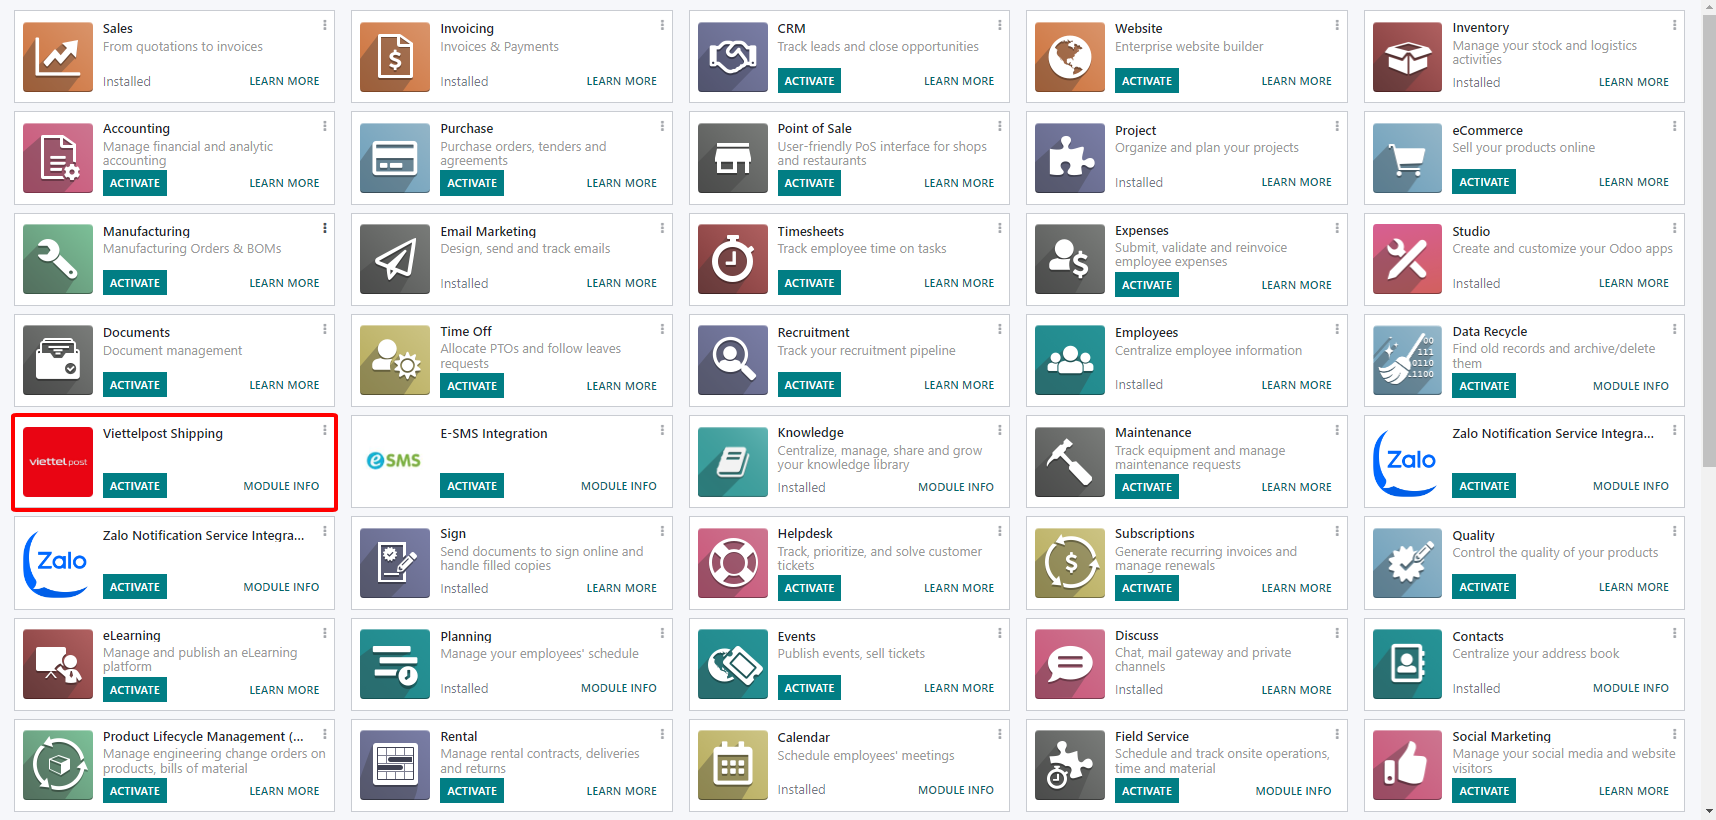 Sales
From quotations to invoices
Installed
LEARN MORE
Invoicing
Invoices & Payments
Installed
LEARN MORE
CRM
Track leads and close opportunities
ACTIVATE
LEARN MORE
Website
Enterprise website builder
ACTIVATE
LEARN MORE
Inventory
Manage your stock and logistics
activities
Installed
LEARN MORE
Accounting
Manage financial and analytic
accounting
ACTIVATE
LEARN MORE
Purchase
Purchase orders, tenders and
agreements
ACTIVATE
LEARN MORE
Point of Sale
User-friendly PoS interface for shops
and restaurants
ACTIVATE
LEARN MORE
Project
Organize and plan your projects
Installed
LEARN MORE
eCommerce
Sell your products online
ACTIVATE
LEARN MORE
Manufacturing
Manufacturing Orders & BOMs
ACTIVATE
LEARN MORE
Email Marketing
Design, send and track emails
Installed
LEARN MORE
Timesheets
Track employee time on tasks
ACTIVATE
LEARN MORE
Expenses
Submit, validate and reinvoice
employee expenses
ACTIVATE
LEARN MORE
Studio
Create and customize your Odoo apps
Installed
LEARN MORE
Documents
Document management
ACTIVATE
LEARN MORE
Time Off
Allocate PTOs and follow leaves
requests
ACTIVATE
LEARN MORE
Recruitment
Track your recruitment pipeline
ACTIVATE
LEARN MORE
Employees
Centralize employee information
Installed
LEARN MORE
00
111
0110
11100
Data Recycle
Find old records and archive/delete
them
ACTIVATE
MODULE INFO
viettel post
Viettelpost Shipping
ACTIVATE
MODULE INFO
eSMS
E-SMS Integration
ACTIVATE
MODULE INFO
Knowledge
Centralize, manage, share and grow
your knowledge library
Installed
MODULE INFO
Maintenance
Track equipment and manage
maintenance requests
ACTIVATE
LEARN MORE
Zalo
Zalo Notification Service Integra...
ACTIVATE
MODULE INFO
Zalo
Zalo Notification Service Integra...
ACTIVATE
MODULE INFO
Sign
Send documents to sign online and
handle filled copies
Installed
LEARN MORE
Helpdesk
Track, prioritize, and solve customer
tickets
ACTIVATE
LEARN MORE
Subscriptions
Generate recurring invoices and
manage renewals
ACTIVATE
LEARN MORE
Quality
Control the quality of your products
ACTIVATE
LEARN MORE
eLearning
Manage and publish an eLearning
platform
ACTIVATE
LEARN MORE
Planning
Manage your employees' schedule
Installed
MODULE INFO
Events
Publish events, sell tickets
ACTIVATE
LEARN MORE
Discuss
Chat, mail gateway and private
channels
Installed
LEARN MORE
Contacts
Centralize your address book
Installed
MODULE INFO
Product Lifecycle Management (...
Manage engineering change orders on
products, bills of material
ACTIVATE
LEARN MORE
Rental
Manage rental contracts, deliveries
and returns
ACTIVATE
LEARN MORE
Calendar
Schedule employees' meetings
Installed
MODULE INFO
Field Service
Schedule and track onsite operations,
time and material
ACTIVATE
MODULE INFO
Social Marketing
Manage your social media and website
visitors
ACTIVATE
LEARN MORE